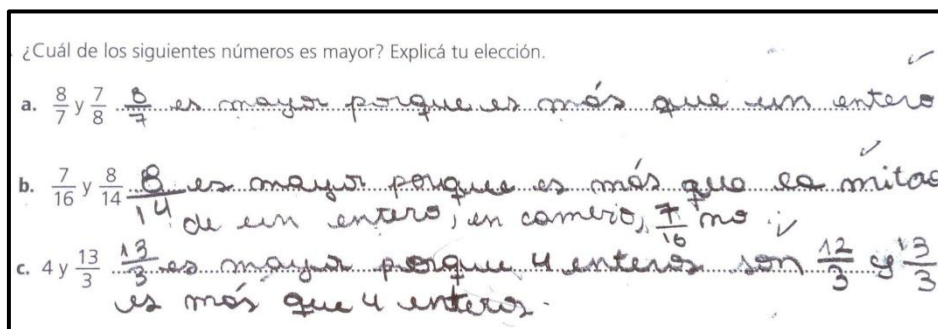 ¿Cuál de los siguientes números es mayor? Explicá tu elección.
a. 8/7 y 7/8 8/7 es mayor porque es más que un entero
b. 7/16 y 8/14 8/14 es mayor porque es más que la mitad
de un entero, en cambio, 7/16 no
c. 4 y 13/3 13/3 es mayor porque 4 enteros son 12/3 y 13/3
es más que 4 enteros.